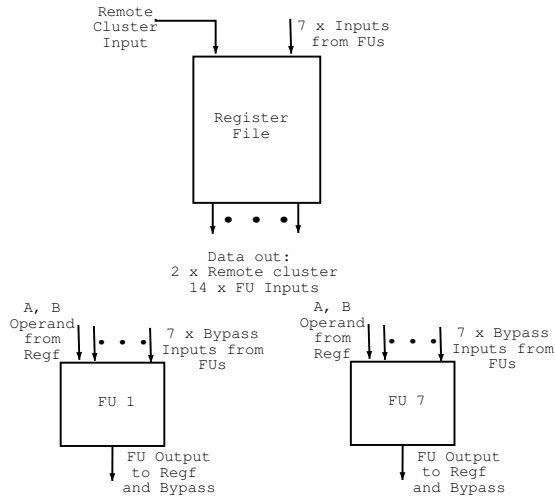 Remote
Cluster
Input
7 x Inputs
from FUs
Register
File
Data out:
2 x Remote cluster
14 x FU Inputs
A, B
Operand
from
Regf
7 x Bypass
Inputs from
FUs
FU 1
FU Output
to Regf
and Bypass
A, B
Operand
from
Regf
7 x Bypass
Inputs from
FUs
FU 7
FU Output
to Regf
and Bypass